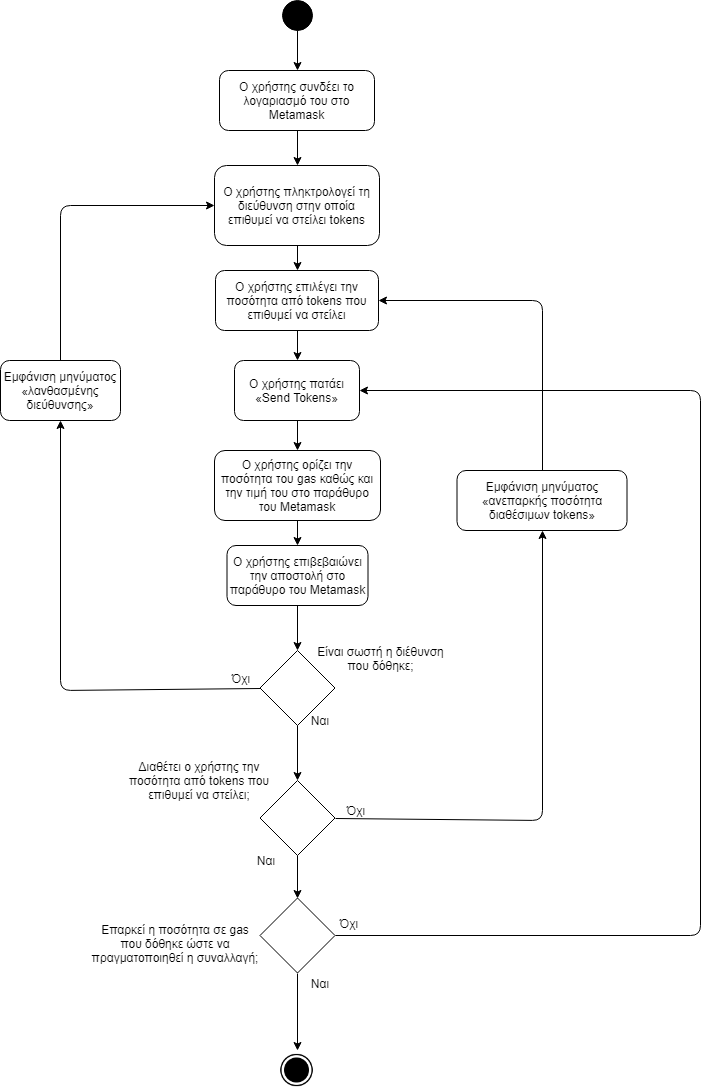 Ο χρήστης συνδέει το
λογαριασμό του στο
Metamask
Ο χρήστης πληκτρολογεί τη
διεύθυνση στην οποία
επιθυμεί να στείλει tokens
Ο χρήστης επιλέγει την
ποσότητα από tokens που
επιθυμεί να στείλει
Εμφάνιση μηνύματος
«λανθασμένης
διεύθυνσης»
Ο χρήστης πατάει
«Send Tokens»
Ο χρήστης ορίζει την
ποσότητα του gas καθώς και
την τιμή του στο παράθυρο
του Metamask
Εμφάνιση μηνύματος
«ανεπαρκής ποσότητα
διαθέσιμων tokens»
Ο χρήστης επιβεβαιώνει
την αποστολή στο
παράθυρο του Metamask
Είναι σωστή η διέθυνση
που δόθηκε;
Όχι
Ναι
Διαθέτει ο χρήστης την
ποσότητα από tokens που
επιθυμεί να στείλει;
Όχι
Ναι
Επαρκεί η ποσότητα σε gas
που δόθηκε ώστε να
πραγματοποιηθεί η συναλλαγή;
Όχι
Ναι